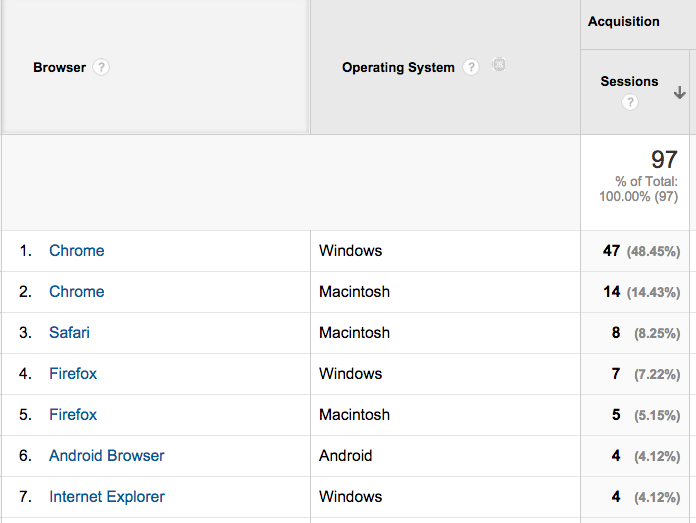 Acquisition
Browser ? Operating System ? Sessions ?
97
% of Total:
100.00% (97)
1. Chrome Windows 47 (48.45%)
2. Chrome Macintosh 14 (14.43%)
3. Safari Macintosh 8 (8.25%)
4. Firefox Windows 7 (7.22%)
5. Firefox Macintosh 5 (5.15%)
6. Android Browser Android 4 (4.12%)
7. Internet Explorer Windows 4 (4.12%)